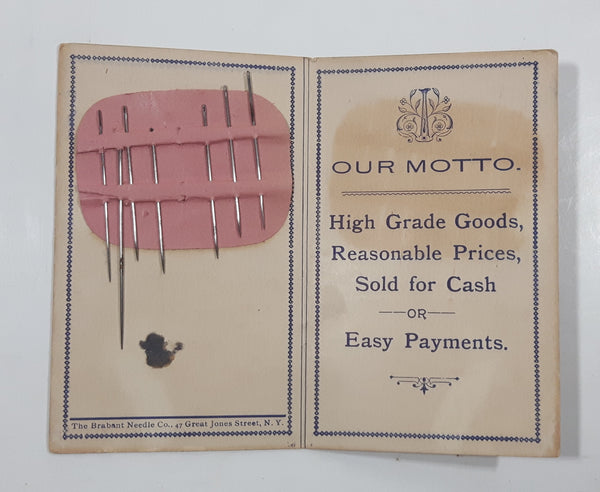 The Brabant Needle Co., 47 Great Jones Street, N. Y.
OUR MOTTO.
High Grade Goods,
Reasonable Prices,
Sold for Cash
OR
Easy Payments.